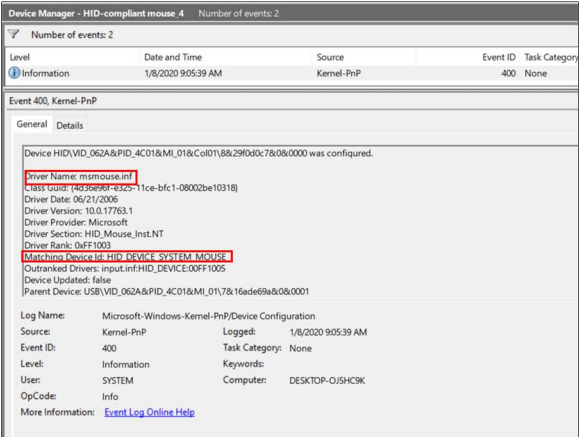 Device Manager - HID-compliant mouse_4 Number of events: 2
Number of events: 2
Level Date and Time Source Event ID Task Category
Information 1/8/2020 9:05:39 AM Kernel-PnP 400 None
Event 400, Kernel-PnP
General Details
Device HID\VID_062A&PID_4C01&MI_01&Col01\8&29f0d0c7&0&0000 was configured.
Driver Name: msmouse.inf
Class Guid: {4d36e96f-e325-11ce-bfc1-08002be10318}
Driver Date: 06/21/2006
Driver Version: 10.0.17763.1
Driver Provider: Microsoft
Driver Section: HID_Mouse_Inst.NT
Driver Rank: 0xFF1003
Matching Device Id: HID_DEVICE_SYSTEM_MOUSE
Outranked Drivers: input.inf:HID_DEVICE:00FF1005
Device Updated: false
Parent Device: USB\VID_062A&PID_4C01&MI_01\7&16ade69a&0&0001
Log Name: Microsoft-Windows-Kernel-PnP/Device Configuration
Source: Kernel-PnP Logged: 1/8/2020 9:05:39 AM
Event ID: 400 Task Category: None
Level: Information Keywords:
User: SYSTEM Computer: DESKTOP-OJ5HC9K
OpCode: Info
More Information: Event Log Online Help